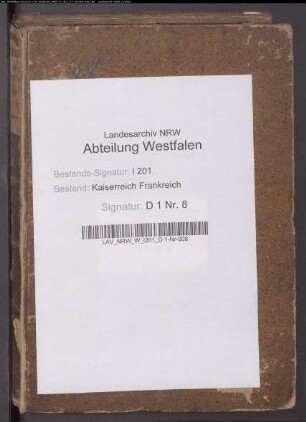 Landesarchiv NRW
Abteilung Westfalen
Bestands-Signatur: I 201
Bestand: Kaiserreich Frankreich
Signatur: D 1 Nr. 8
LAV_NRW_W_I201_D-1-Nr-008